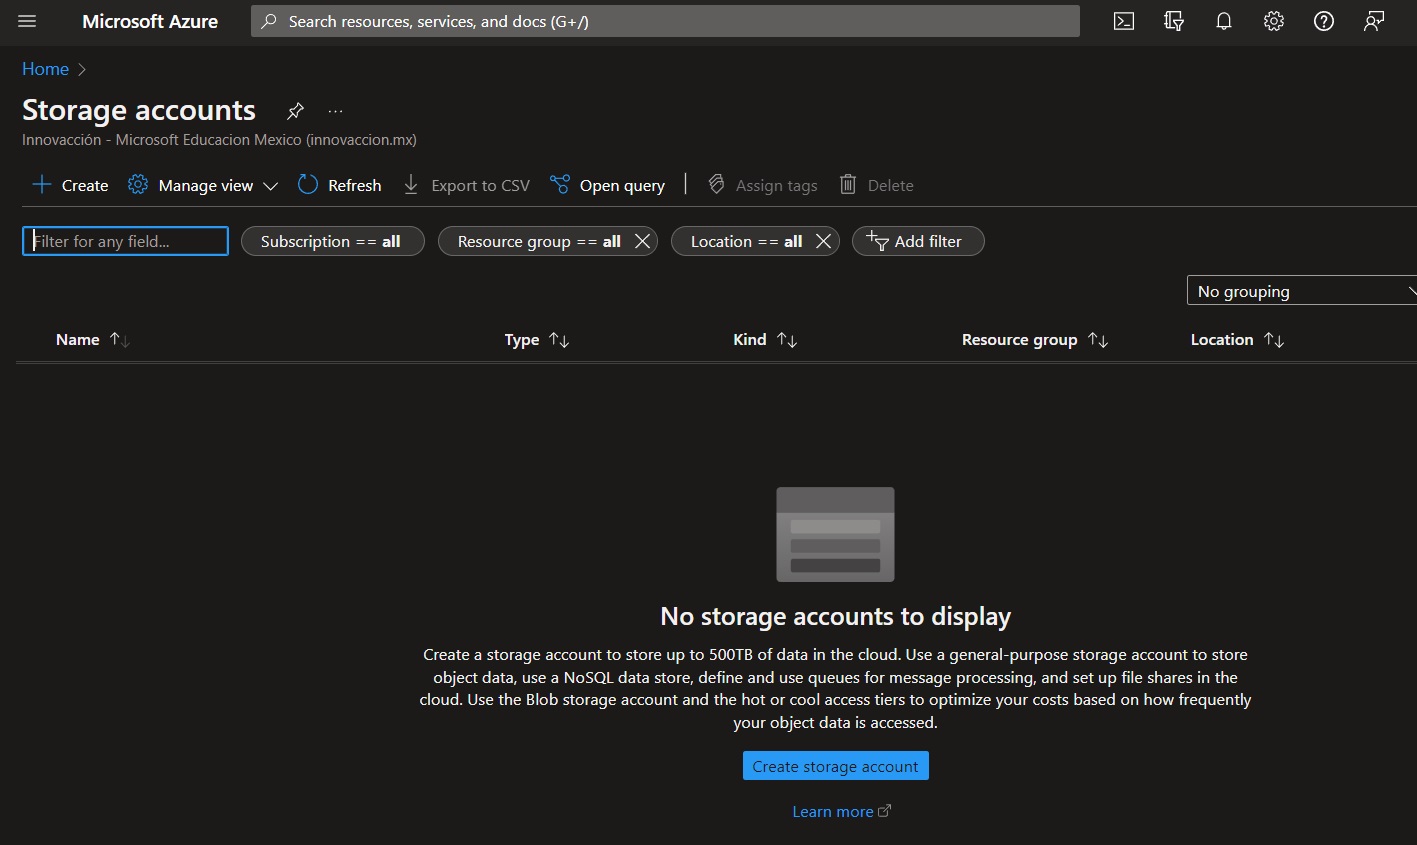 Microsoft Azure
Search resources, services, and docs (G+/)
Home
Storage accounts
Innovacción - Microsoft Educacion Mexico (innovaccion.mx)
Create Manage view Refresh Export to CSV Open query Assign tags Delete
Filter for any field... Subscription == all Resource group == all Location == all Add filter
No grouping
Name Type Kind Resource group Location
No storage accounts to display
Create a storage account to store up to 500TB of data in the cloud. Use a general-purpose storage account to store
object data, use a NoSQL data store, define and use queues for message processing, and set up file shares in the
cloud. Use the Blob storage account and the hot or cool access tiers to optimize your costs based on how frequently
your object data is accessed.
Create storage account
Learn more